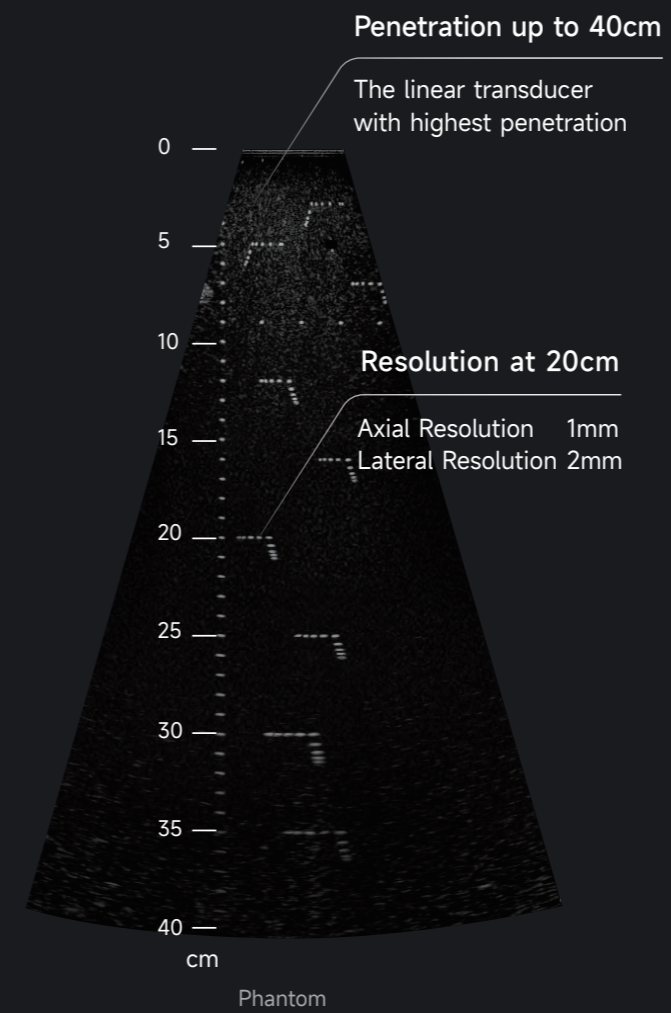 Penetration up to 40cm
The linear transducer
with highest penetration
0
5
10
Resolution at 20cm
Axial Resolution 1mm
15
Lateral Resolution 2mm
20
25
30
35
40
cm
Phantom